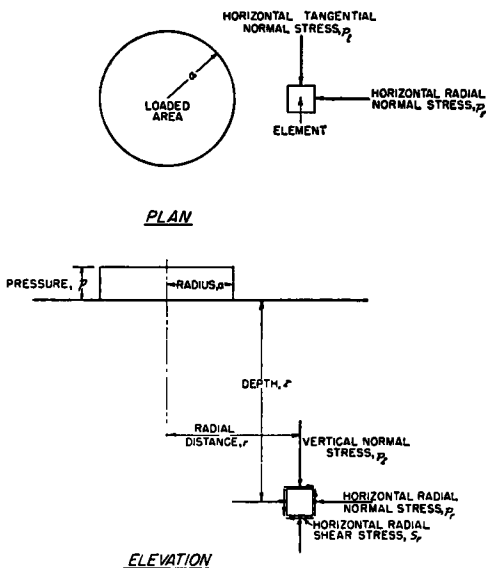 HORIZONTAL TANGENTIAL
NORMAL STRESS, pt
a
LOADED
AREA
HORIZONTAL RADIAL
NORMAL STRESS, pr
ELEMENT
PLAN
PRESSURE, p
RADIUS, a
DEPTH, z
RADIAL
DISTANCE, r
VERTICAL NORMAL
STRESS, pz
HORIZONTAL RADIAL
NORMAL STRESS, pr
HORIZONTAL RADIAL
SHEAR STRESS, Sr
ELEVATION